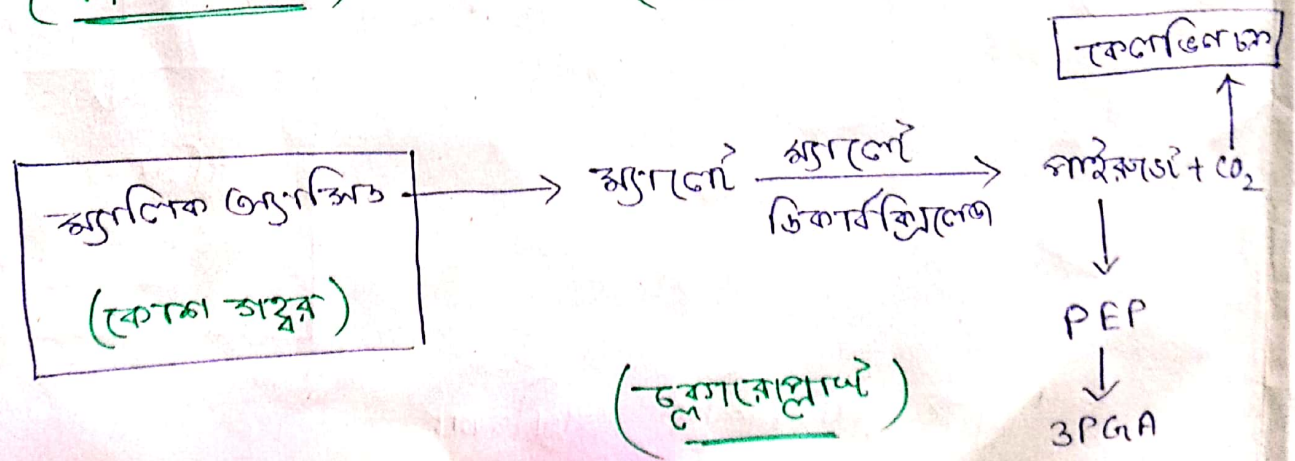 কেলভিন চক্র
ম্যালিক অ্যাসিড → ম্যালেট ম্যালেট → পাইরুভেট + CO₂
(কোশ গহ্বর) ডিকার্বক্সিলেজ
PEP
(ক্লোরোপ্লাস্ট)
3PGA